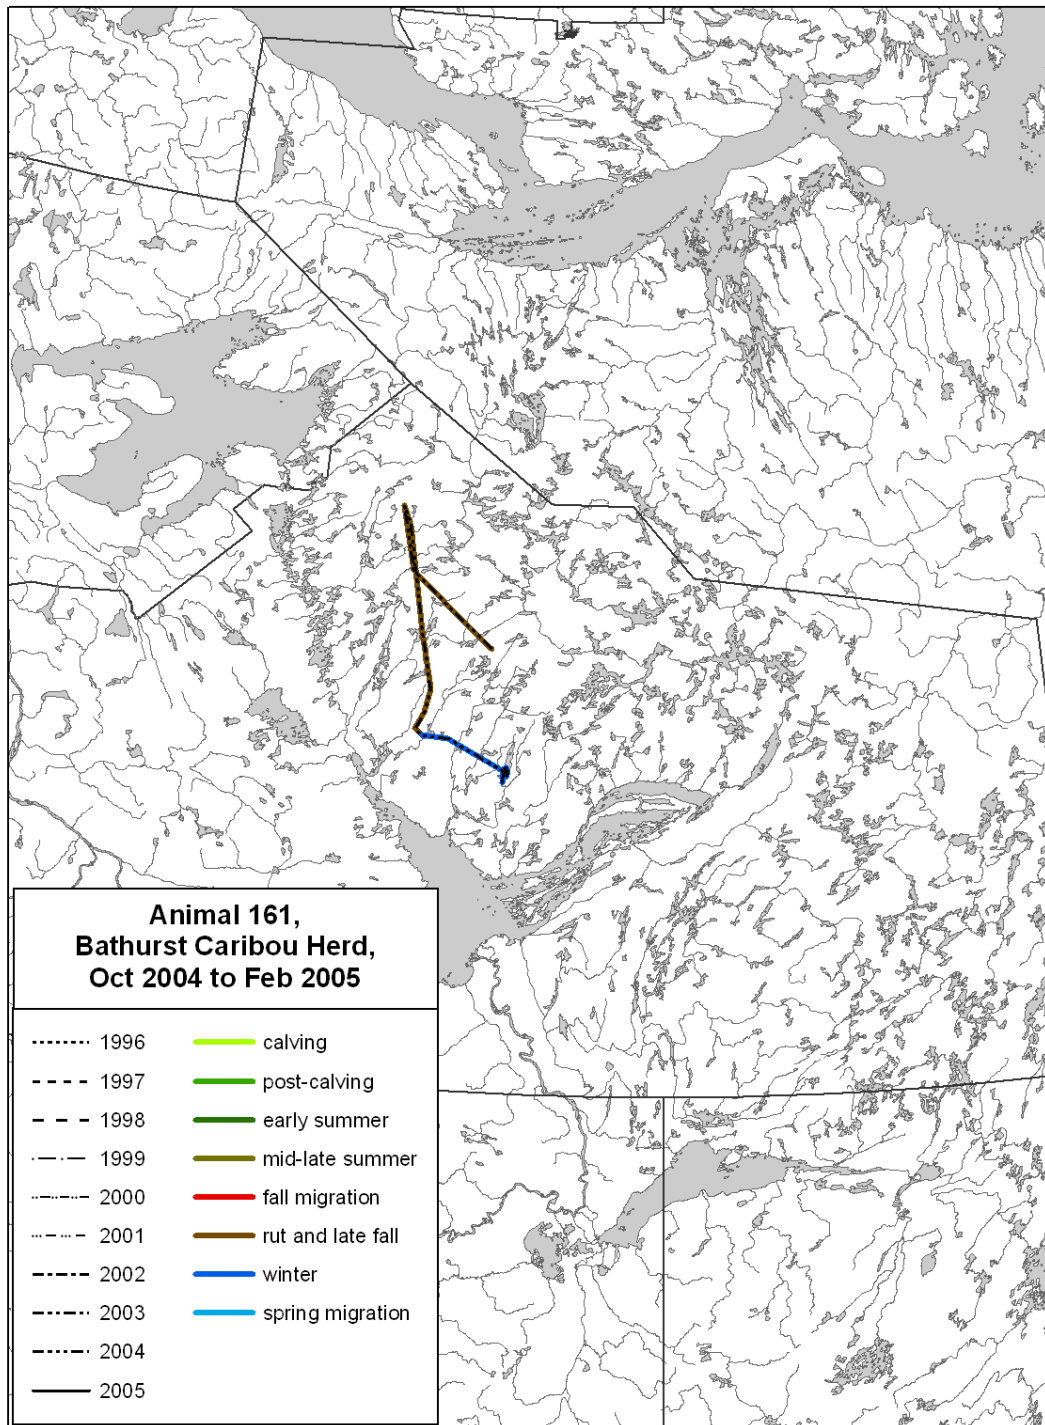 Animal 161,
Bathurst Caribou Herd,
Oct 2004 to Feb 2005
1996
1997
1998
1999
2000
2001
2002
2003
2004
2005
calving
post-calving
early summer
mid-late summer
fall migration
rut and late fall
winter
spring migration